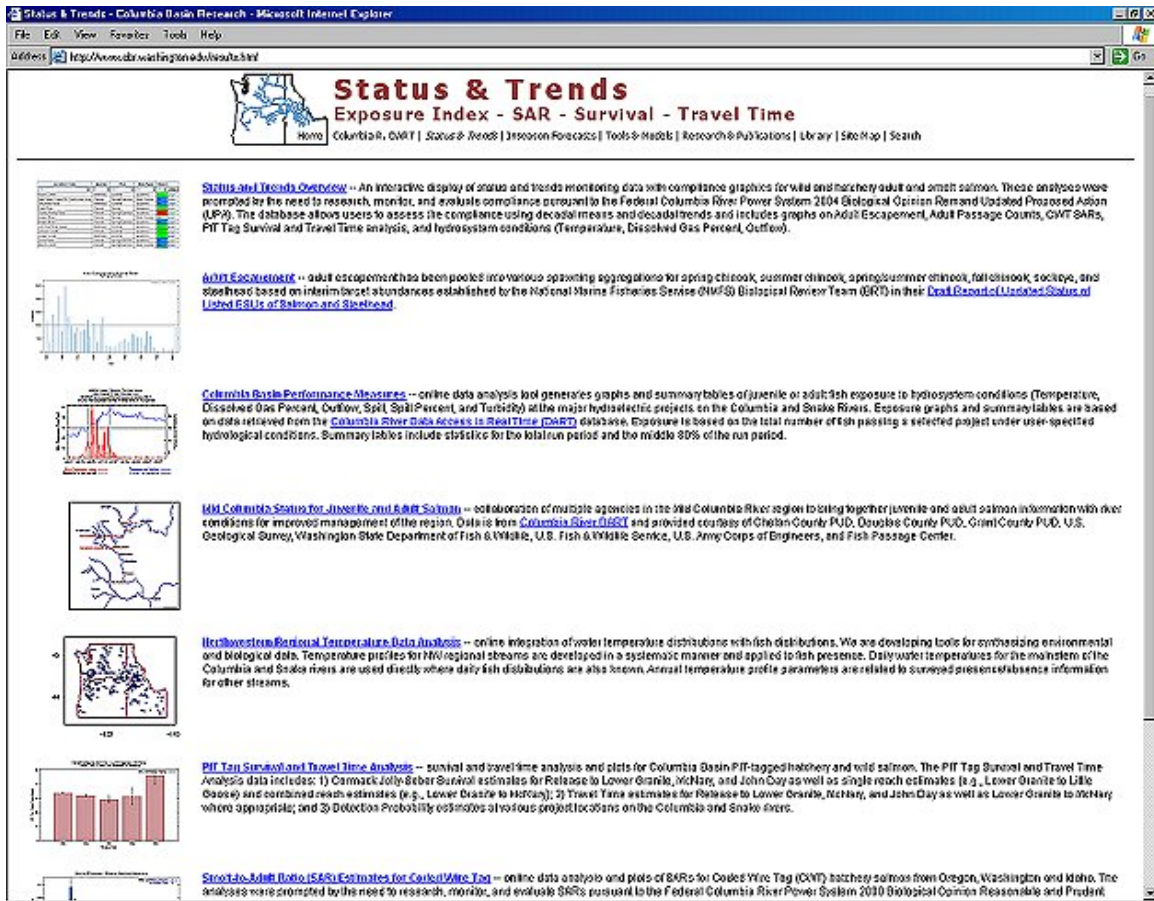 Status & Trends - Columbia Basin Research - Microsoft Internet Explorer
File Edit View Favorites Tools Help
Address http://www.cbr.washington.edu/results.html Go
Status & Trends
Exposure Index - SAR - Survival - Travel Time
Home Columbia R. DART | Status & Trends | Inseason Forecasts | Tools & Models | Research & Publications | Library | Site Map | Search
Status and Trends Overview -- An interactive display of status and trends monitoring data with compliance graphics for wild and hatchery adult and smolt salmon. These analyses were
prompted by the need to research, monitor, and evaluate compliance pursuant to the Federal Columbia River Power System 2004 Biological Opinion Remand Updated Proposed Action
(UPA). The database allows users to assess the compliance using decadal means and decadal trends and includes graphs on Adult Escapement, Adult Passage Counts, CWT SARs,
PIT Tag Survival and Travel Time analysis, and hydrosystem conditions (Temperature, Dissolved Gas Percent, Outflow).
Adult Escapement -- adult escapement has been pooled into various spawning aggregations for spring chinook, summer chinook, spring/summer chinook, fall chinook, sockeye, and
steelhead based on interim target abundances established by the National Marine Fisheries Service (NMFS) Biological Review Team (BRT) in their Draft Report of Updated Status of
Listed ESUs of Salmon and Steelhead.
Columbia Basin Performance Measures -- online data analysis tool generates graphs and summary tables of juvenile or adult fish exposure to hydrosystem conditions (Temperature,
Dissolved Gas Percent, Outflow, Spill, Spill Percent, and Turbidity) at the major hydroelectric projects on the Columbia and Snake Rivers. Exposure graphs and summary tables are based
on data retrieved from the Columbia River Data Access in Real Time (DART) database. Exposure is based on the total number of fish passing a selected project under user-specified
hydrological conditions. Summary tables include statistics for the total run period and the middle 80% of the run period.
Mid Columbia Status for Juvenile and Adult Salmon -- collaboration of multiple agencies in the Mid Columbia River region to bring together juvenile and adult salmon information with river
conditions for improved management of the region. Data is from Columbia River DART and provided courtesy of Chelan County PUD, Douglas County PUD, Grant County PUD, U.S.
Geological Survey, Washington State Department of Fish & Wildlife, U.S. Fish & Wildlife Service, U.S. Army Corps of Engineers, and Fish Passage Center.
Northwestern Regional Temperature Data Analysis -- online integration of water temperature distributions with fish distributions. We are developing tools for synthesizing environmental
and biological data. Temperature profiles for NW regional streams are developed in a systematic manner and applied to fish presence. Daily water temperatures for the mainstem of the
Columbia and Snake rivers are used directly where daily fish distributions are also known. Annual temperature profile parameters are related to surveyed presence/absence information
for other streams.
PIT Tag Survival and Travel Time Analysis -- survival and travel time analysis and plots for Columbia Basin PIT-tagged hatchery and wild salmon. The PIT Tag Survival and Travel Time
Analysis data includes: 1) Cormack Jolly-Seber Survival estimates for Release to Lower Granite, McNary, and John Day as well as single reach estimates (e.g., Lower Granite to Little
Goose) and combined reach estimates (e.g., Lower Granite to McNary); 2) Travel Time estimates for Release to Lower Granite, McNary, and John Day as well as Lower Granite to McNary
where appropriate; and 3) Detection Probability estimates at various project locations on the Columbia and Snake rivers.
Smolt-to-Adult Ratio (SAR) Estimates for Coded Wire Tag -- online data analysis and plots of SARs for Coded Wire Tag (CWT) hatchery salmon from Oregon, Washington and Idaho. The
analyses were prompted by the need to research, monitor, and evaluate SARs pursuant to the Federal Columbia River Power System 2000 Biological Opinion Reasonable and Prudent